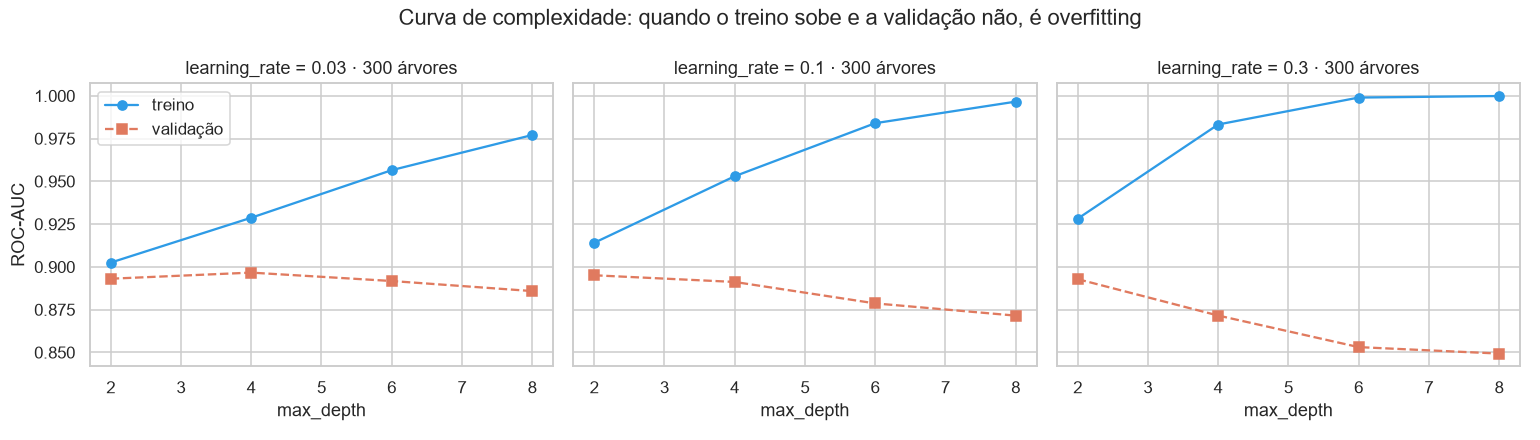 Curva de complexidade: quando o treino sobe e a validação não, é overfitting
learning_rate = 0.03 · 300 árvores
learning_rate = 0.1 · 300 árvores
learning_rate = 0.3 · 300 árvores
treino
validação
ROC-AUC
1.000
0.975
0.950
0.925
0.900
0.875
0.850
2 3 4 5 6 7 8
2 3 4 5 6 7 8
2 3 4 5 6 7 8
max_depth
max_depth
max_depth